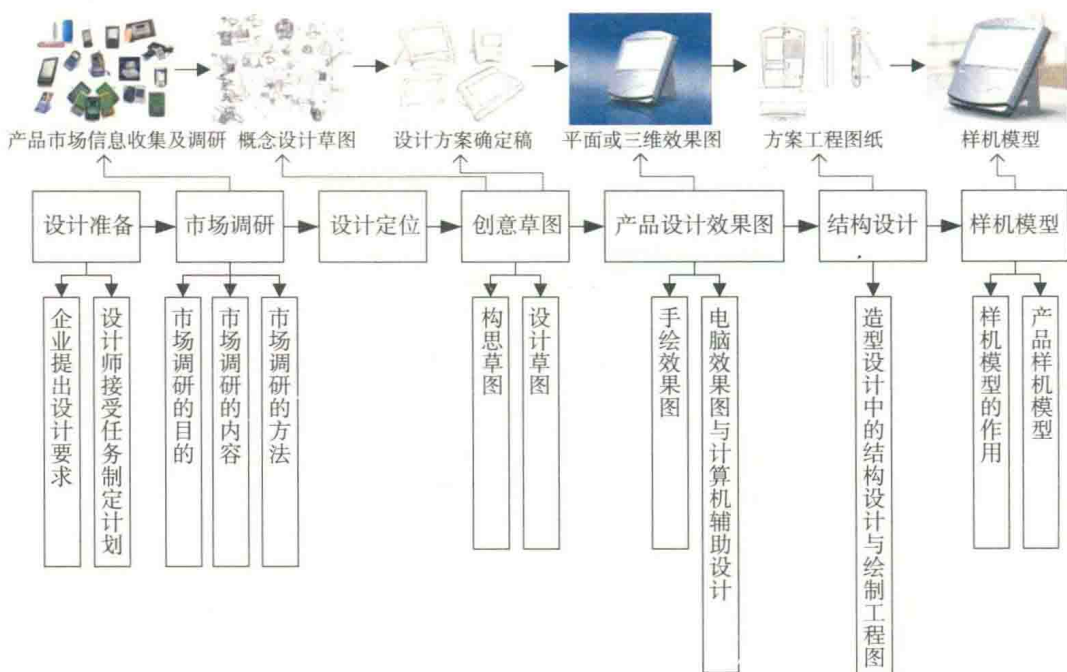 产品市场信息收集及调研
概念设计草图
设计方案确定稿
平面或三维效果图
方案工程图纸
样机模型
设计准备
市场调研
设计定位
创意草图
产品设计效果图
结构设计
样机模型
企业提出设计要求
设计师接受任务制定计划
市场调研的目的
市场调研的内容
市场调研的方法
构思草图
设计草图
手绘效果图
电脑效果图与计算机辅助设计
造型设计中的结构设计与绘制工程图
样机模型的作用
产品样机模型